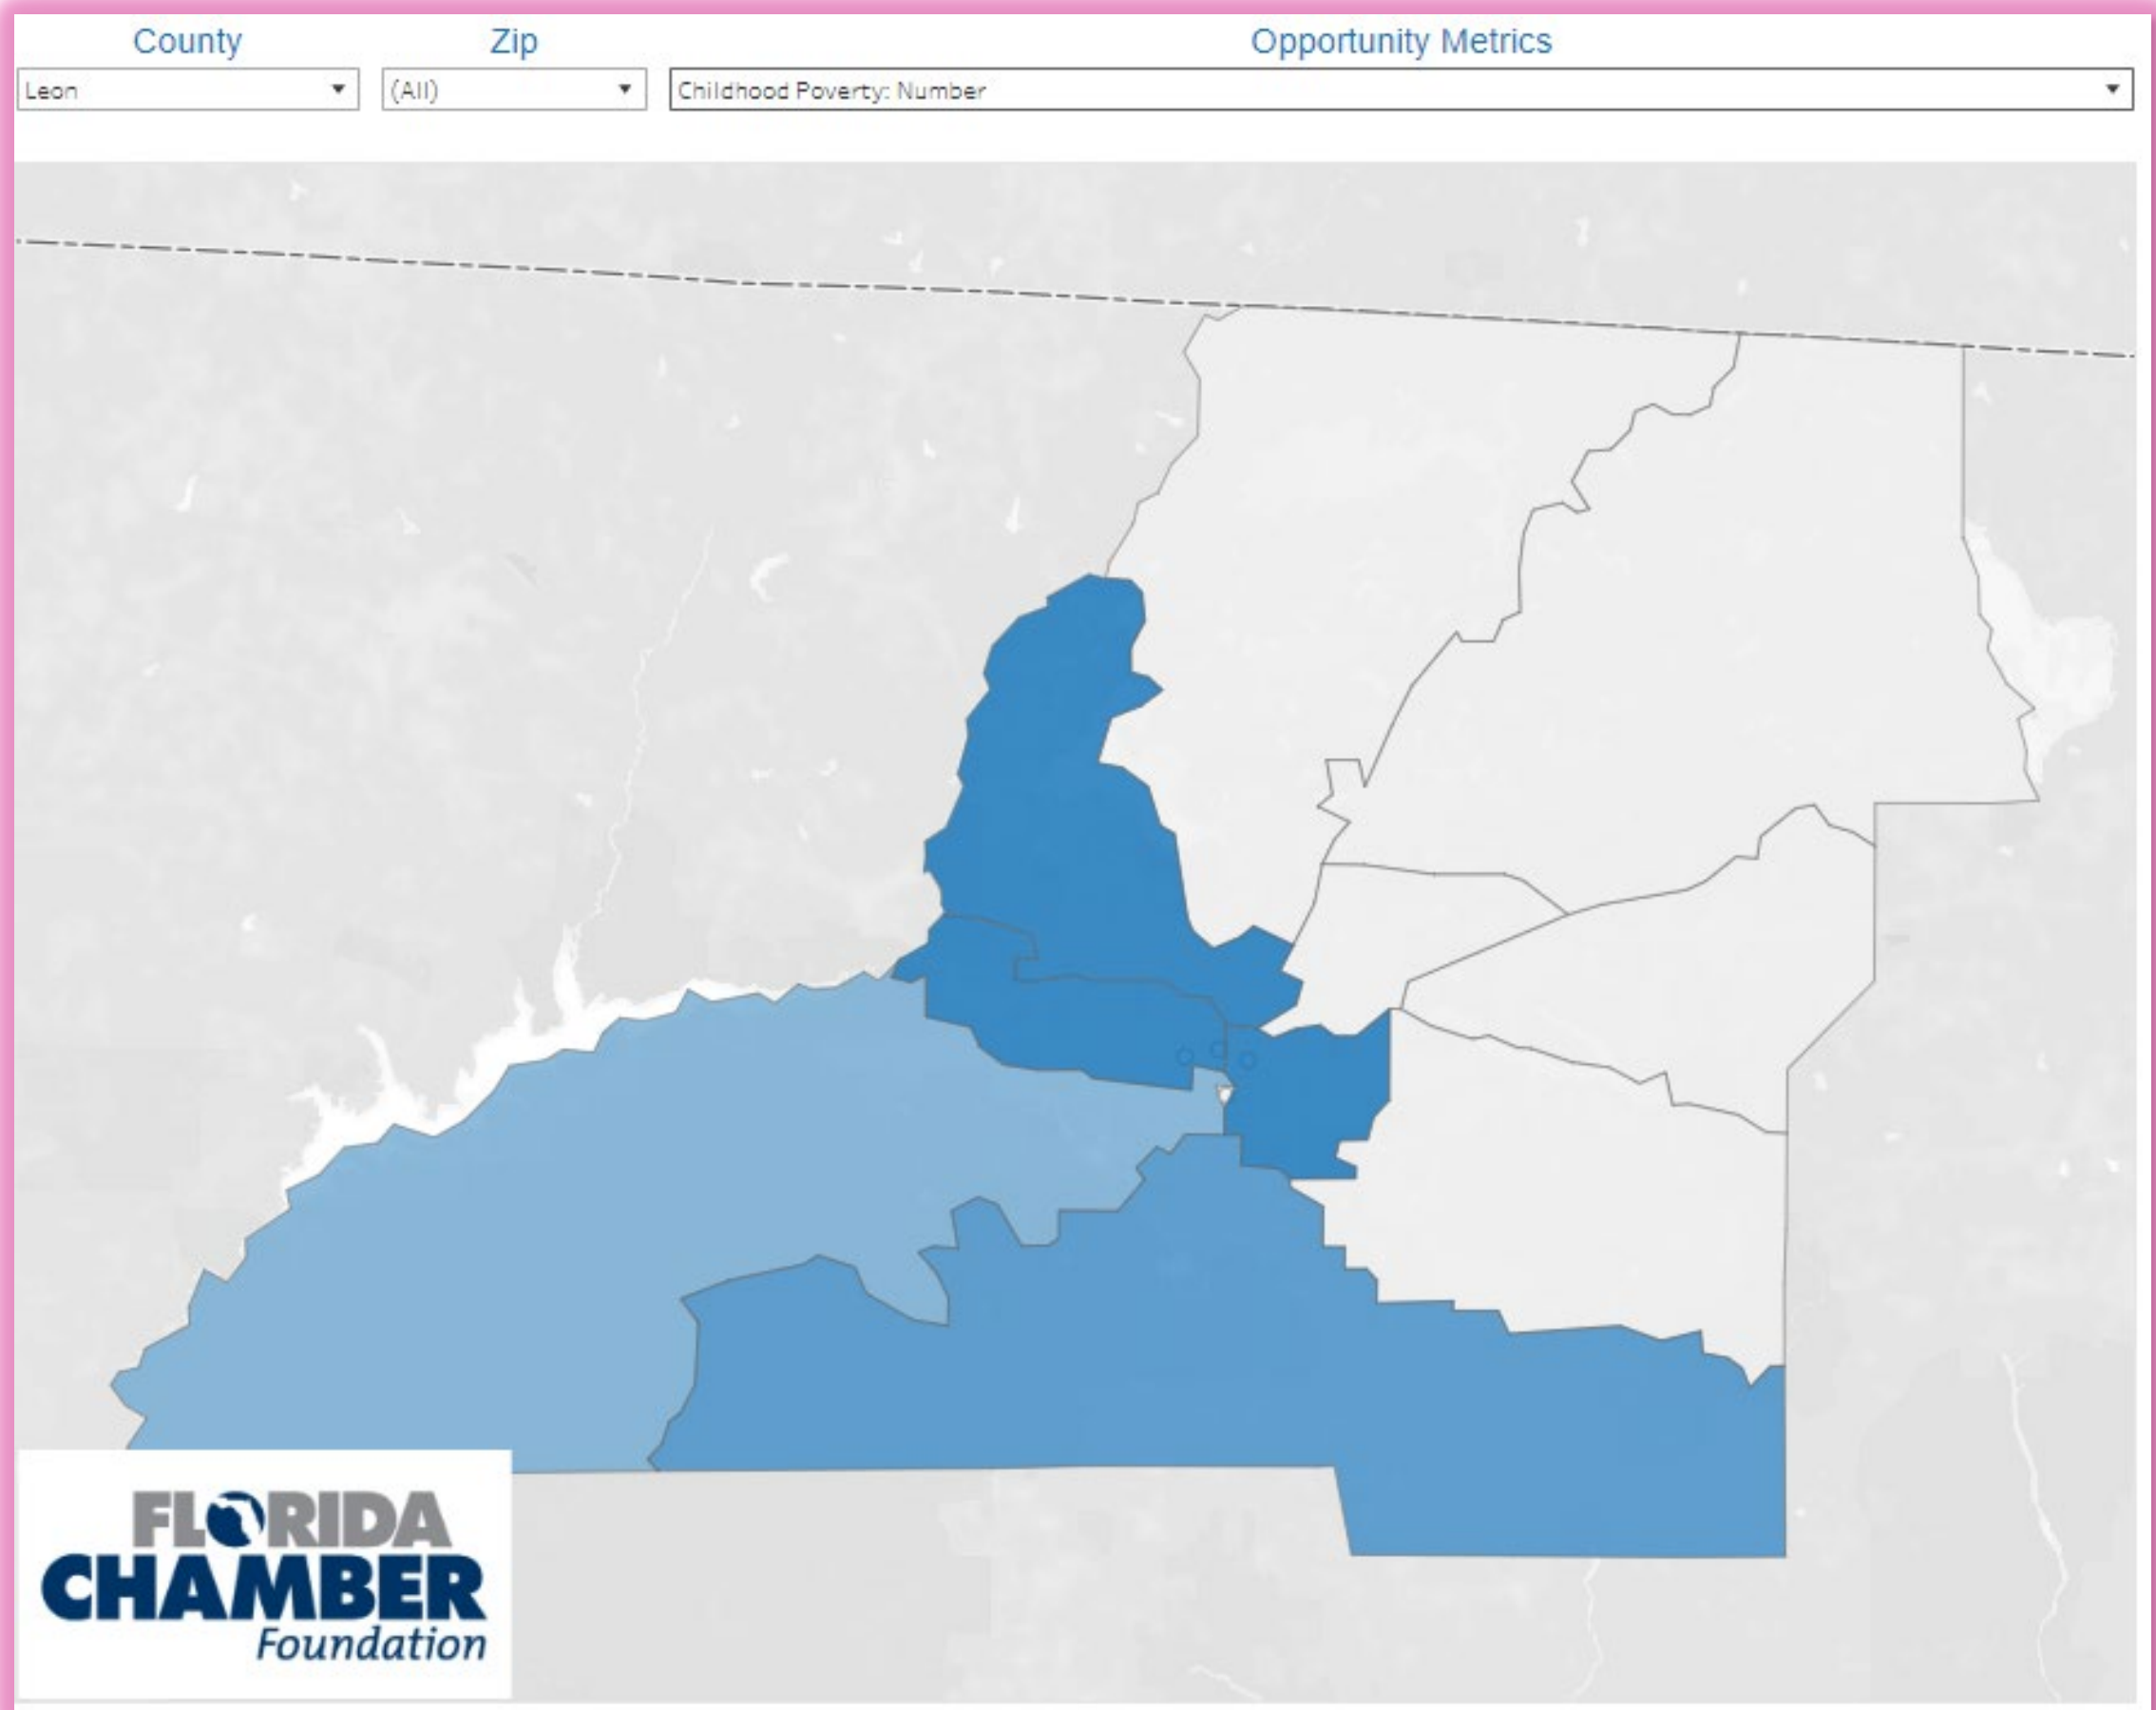 County
Zip
Opportunity Metrics
Leon
(All)
Childhood Poverty: Number
FLORIDA
CHAMBER
Foundation